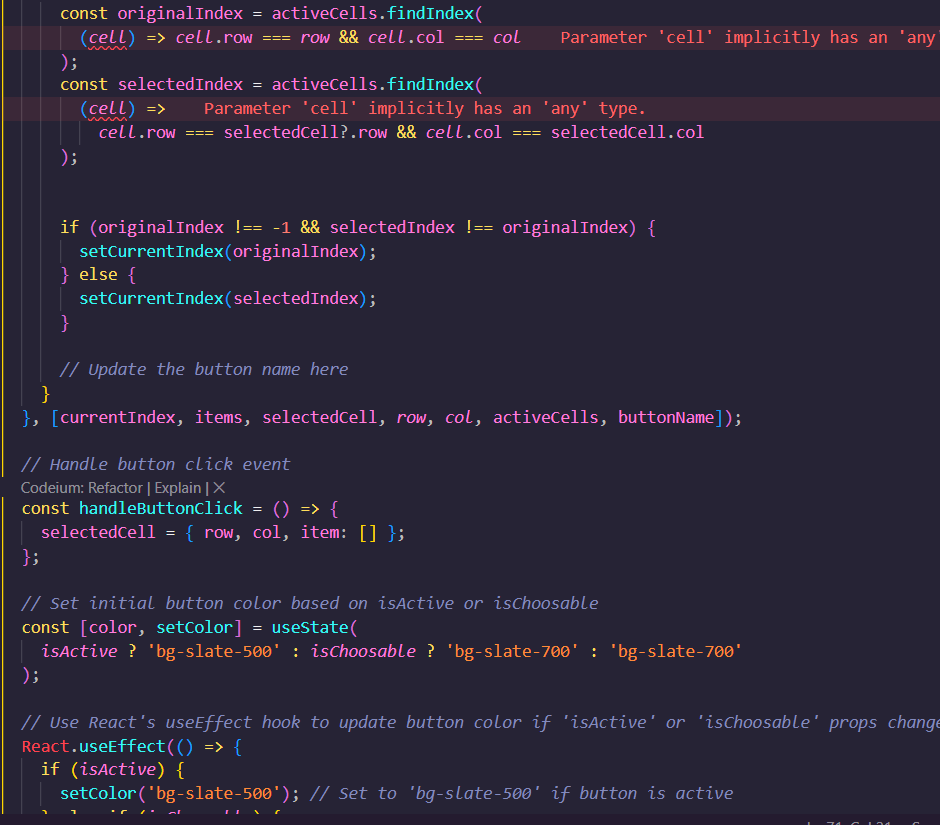 const originalIndex = activeCells.findIndex(
(cell) => cell.row === row && cell.col === col Parameter 'cell' implicitly has an 'any'
);
const selectedIndex = activeCells.findIndex(
(cell) => Parameter 'cell' implicitly has an 'any' type.
cell.row === selectedCell?.row && cell.col === selectedCell.col
);
if (originalIndex !== -1 && selectedIndex !== originalIndex) {
setCurrentIndex(originalIndex);
} else {
setCurrentIndex(selectedIndex);
}
// Update the button name here
}
}, [currentIndex, items, selectedCell, row, col, activeCells, buttonName]);
// Handle button click event
Codeium: Refactor | Explain | ×
const handleButtonClick = () => {
selectedCell = { row, col, item: [] };
};
// Set initial button color based on isActive or isChoosable
const [color, setColor] = useState(
isActive ? 'bg-slate-500' : isChoosable ? 'bg-slate-700' : 'bg-slate-700'
);
// Use React's useEffect hook to update button color if 'isActive' or 'isChoosable' props change
React.useEffect(() => {
if (isActive) {
setColor('bg-slate-500'); // Set to 'bg-slate-500' if button is active